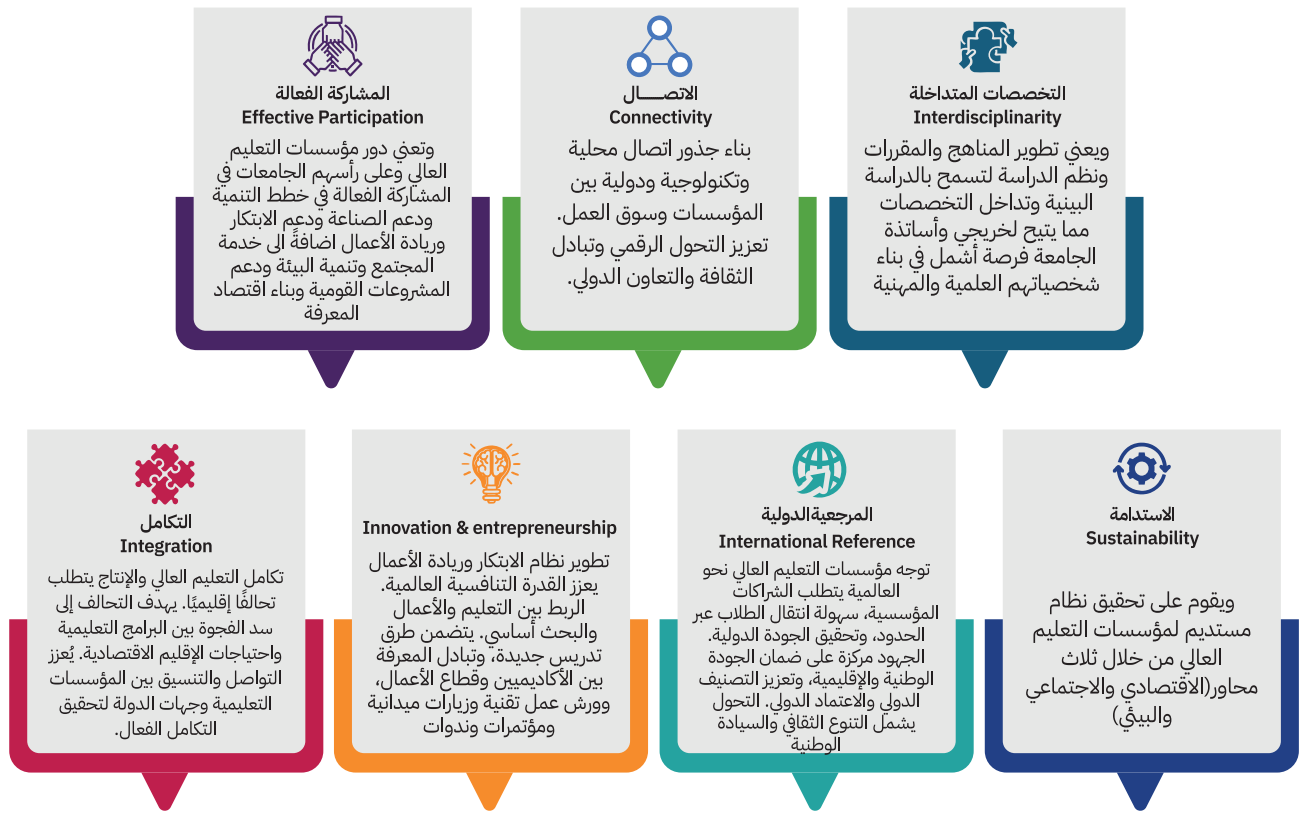 التخصصات المتداخلة
Interdisciplinarity
ويعني تطوير المناهج والمقررات
ونظم الدراسة لتسمح بالدراسة
البينية وتداخل التخصصات
مما يتيح لخريجي وأساتذة
الجامعة فرصة أشمل في بناء
شخصياتهم العلمية والمهنية
الاتصـــــال
Connectivity
بناء جذور اتصال محلية
وتكنولوجية ودولية بين
المؤسسات وسوق العمل.
تعزيز التحول الرقمي وتبادل
الثقافة والتعاون الدولي.
المشاركة الفعالة
Effective Participation
وتعني دور مؤسسات التعليم
العالي وعلى رأسهم الجامعات في
المشاركة الفعالة في خطط التنمية
ودعم الصناعة ودعم الابتكار
وريادة الأعمال اضافةً الى خدمة
المجتمع وتنمية البيئة ودعم
المشروعات القومية وبناء اقتصاد
المعرفة
الاستدامة
Sustainability
ويقوم على تحقيق نظام
مستديم لمؤسسات التعليم
العالي من خلال ثلاث
محاور(الاقتصادي والاجتماعي
والبيئي)
المرجعيةالدولية
International Reference
توجه مؤسسات التعليم العالي نحو
العالمية يتطلب الشراكات
المؤسسية، سهولة انتقال الطلاب عبر
الحدود، وتحقيق الجودة الدولية.
الجهود مركزة على ضمان الجودة
الوطنية والإقليمية، وتعزيز التصنيف
الدولي والاعتماد الدولي. التحول
يشمل التنوع الثقافي والسيادة
الوطنية
Innovation & entrepreneurship
تطوير نظام الابتكار وريادة الأعمال
يعزز القدرة التنافسية العالمية.
الربط بين التعليم والأعمال
والبحث أساسي. يتضمن طرق
تدريس جديدة، وتبادل المعرفة
بين الأكاديميين وقطاع الأعمال،
وورش عمل تقنية وزيارات ميدانية
ومؤتمرات وندوات
التكامل
Integration
تكامل التعليم العالي والإنتاج يتطلب
تحالفًا إقليميًا. يهدف التحالف إلى
سد الفجوة بين البرامج التعليمية
واحتياجات الإقليم الاقتصادية. يُعزز
التواصل والتنسيق بين المؤسسات
التعليمية وجهات الدولة لتحقيق
التكامل الفعال.